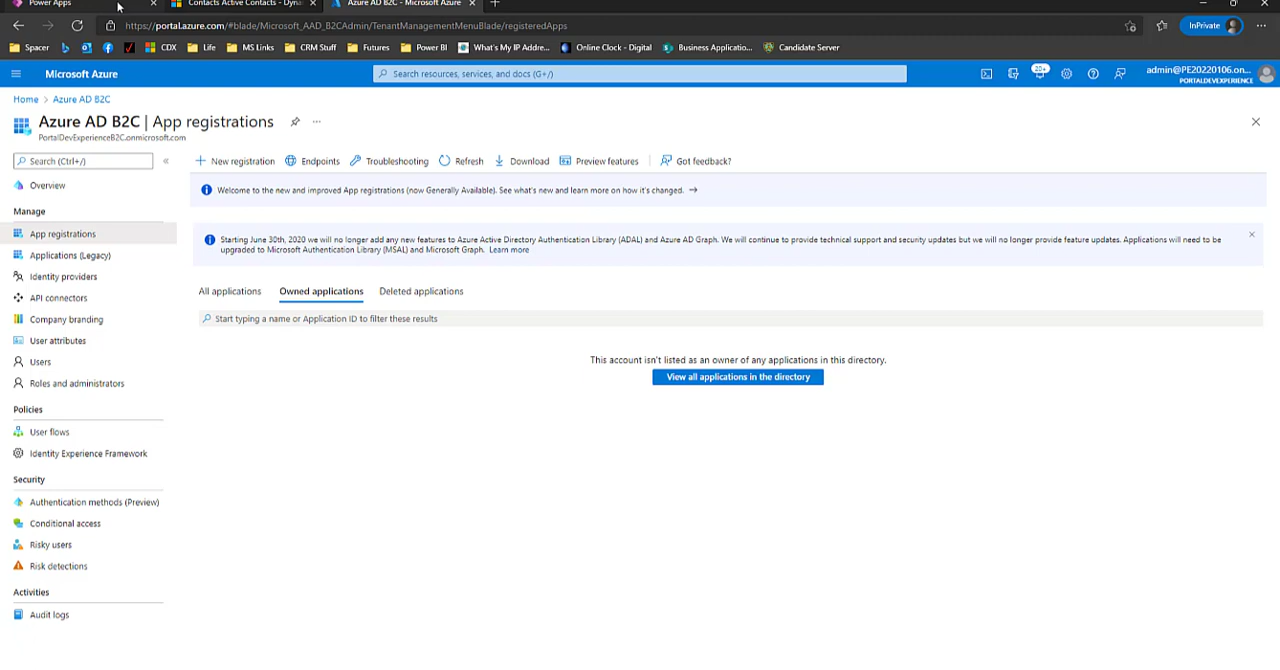 Power Apps
Contacts Active Contacts - Dyna
Azure AD B2C - Microsoft Azure
https://portal.azure.com/#blade/Microsoft_AAD_B2CAdmin/TenantManagementMenuBlade/registeredApps
InPrivate
Spacer
CDX
Life
MS Links
CRM Stuff
Futures
Power BI
What's My IP Addre...
Online Clock - Digital
Business Applicatio...
Candidate Server
Microsoft Azure
Search resources, services, and docs (G+/)
20+
admin@PE20220106.on...
PORTALDEVEXPERIENCE
Home > Azure AD B2C
Azure AD B2C | App registrations
PortalDevExperienceB2C.onmicrosoft.com
Search (Ctrl+/)
Overview
Manage
App registrations
Applications (Legacy)
Identity providers
API connectors
Company branding
User attributes
Users
Roles and administrators
Policies
User flows
Identity Experience Framework
Security
Authentication methods (Preview)
Conditional access
Risky users
Risk detections
Activities
Audit logs
New registration
Endpoints
Troubleshooting
Refresh
Download
Preview features
Got feedback?
Welcome to the new and improved App registrations (now Generally Available). See what's new and learn more on how it's changed.
Starting June 30th, 2020 we will no longer add any new features to Azure Active Directory Authentication Library (ADAL) and Azure AD Graph. We will continue to provide technical support and security updates but we will no longer provide feature updates. Applications will need to be
upgraded to Microsoft Authentication Library (MSAL) and Microsoft Graph. Learn more
All applications
Owned applications
Deleted applications
Start typing a name or Application ID to filter these results
This account isn't listed as an owner of any applications in this directory.
View all applications in the directory